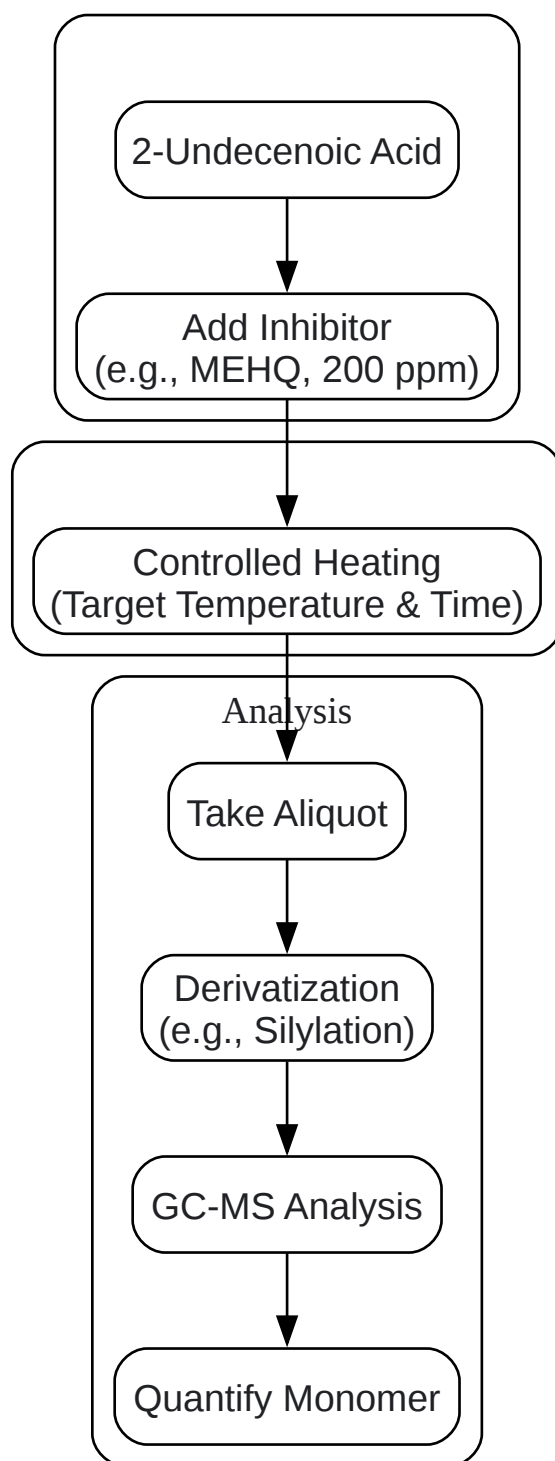 2-Undecenoic Acid
Add Inhibitor
(e.g., MEHQ, 200 ppm)
Controlled Heating
(Target Temperature & Time)
Analysis
Take Aliquot
Derivatization
(e.g., Silylation)
GC-MS Analysis
Quantify Monomer